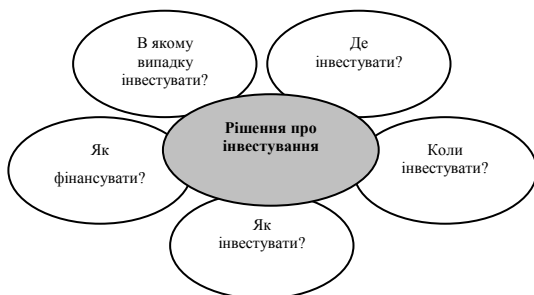 В якому
випадку
інвестувати?
Де
інвестувати?
Рішення про
інвестування
Як
фінансувати?
Коли
інвестувати?
Як
інвестувати?